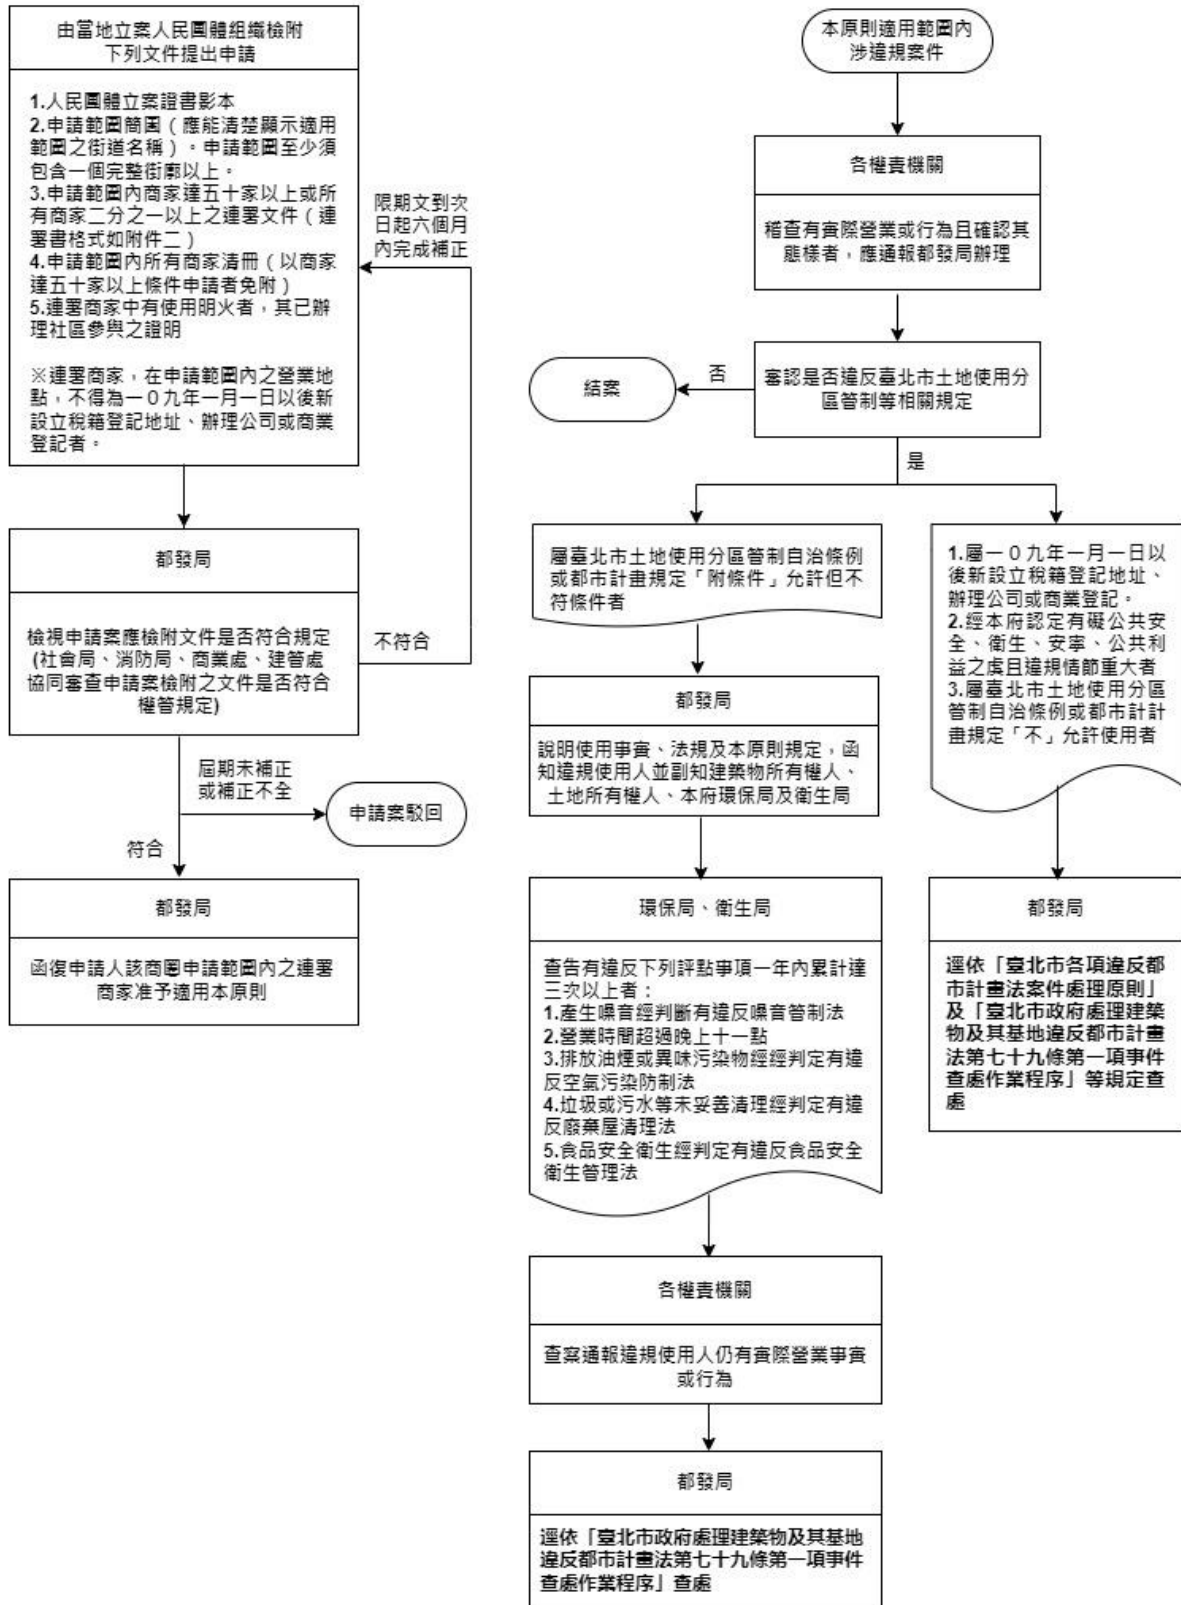 由當地立案人民團體組織檢附
下列文件提出申請
1.人民團體立案證書影本
2.申請範圍簡圖（應能清楚顯示適用
範圍之街道名稱）。申請範圍至少須
包含一個完整街廓以上。
3.申請範圍內商家達五十家以上或所
有商家二分之一以上之連署文件（連
署書格式如附件二）
4.申請範圍內所有商家清冊（以商家
達五十家以上條件申請者免附）
5.連署商家中有使用明火者，其已辦
理社區參與之證明
※連署商家，在申請範圍內之營業地
點，不得為一０九年一月一日以後新
設立稅籍登記地址、辦理公司或商業
登記者。
限期文到次
日起六個月
內完成補正
都發局
檢視申請案應檢附文件是否符合規定
(社會局、消防局、商業處、建管處
協同審查申請案檢附之文件是否符合
權管規定)
不符合
屆期未補正
或補正不全
申請案駁回
符合
都發局
函復申請人該商圈申請範圍內之連署
商家准予適用本原則
本原則適用範圍內
涉違規案件
各權責機關
稽查有實際營業或行為且確認其
態樣者，應通報都發局辦理
審認是否違反臺北市土地使用分
區管制等相關規定
否
結案
是
屬臺北市土地使用分區管制自治條例
或都市計畫規定「附條件」允許但不
符條件者
都發局
說明使用事實、法規及本原則規定，函
知違規使用人並副知建築物所有權人、
土地所有權人、本府環保局及衛生局
環保局、衛生局
查告有違反下列評點事項一年內累計達
三次以上者：
1.產生噪音經判斷有違反噪音管制法
2.營業時間超過晚上十一點
3.排放油煙或異味污染物經經判定有違
反空氣污染防制法
4.垃圾或污水等未妥善清理經判定有違
反廢棄屋清理法
5.食品安全衛生經判定有違反食品安全
衛生管理法
各權責機關
查察通報違規使用人仍有實際營業事實
或行為
都發局
逕依「臺北市政府處理建築物及其基地
違反都市計畫法第七十九條第一項事件
查處作業程序」查處
1.屬一０九年一月一日以
後新設立稅籍登記地址、
辦理公司或商業登記。
2.經本府認定有礙公共安
全、衛生、安寧、公共利
益之虞且違規情節重大者
3.屬臺北市土地使用分區
管制自治條例或都市計計
畫規定「不」允許使用者
都發局
逕依「臺北市各項違反都
市計畫法案件處理原則」
及「臺北市政府處理建築
物及其基地違反都市計畫
法第七十九條第一項事件
查處作業程序」等規定查
處